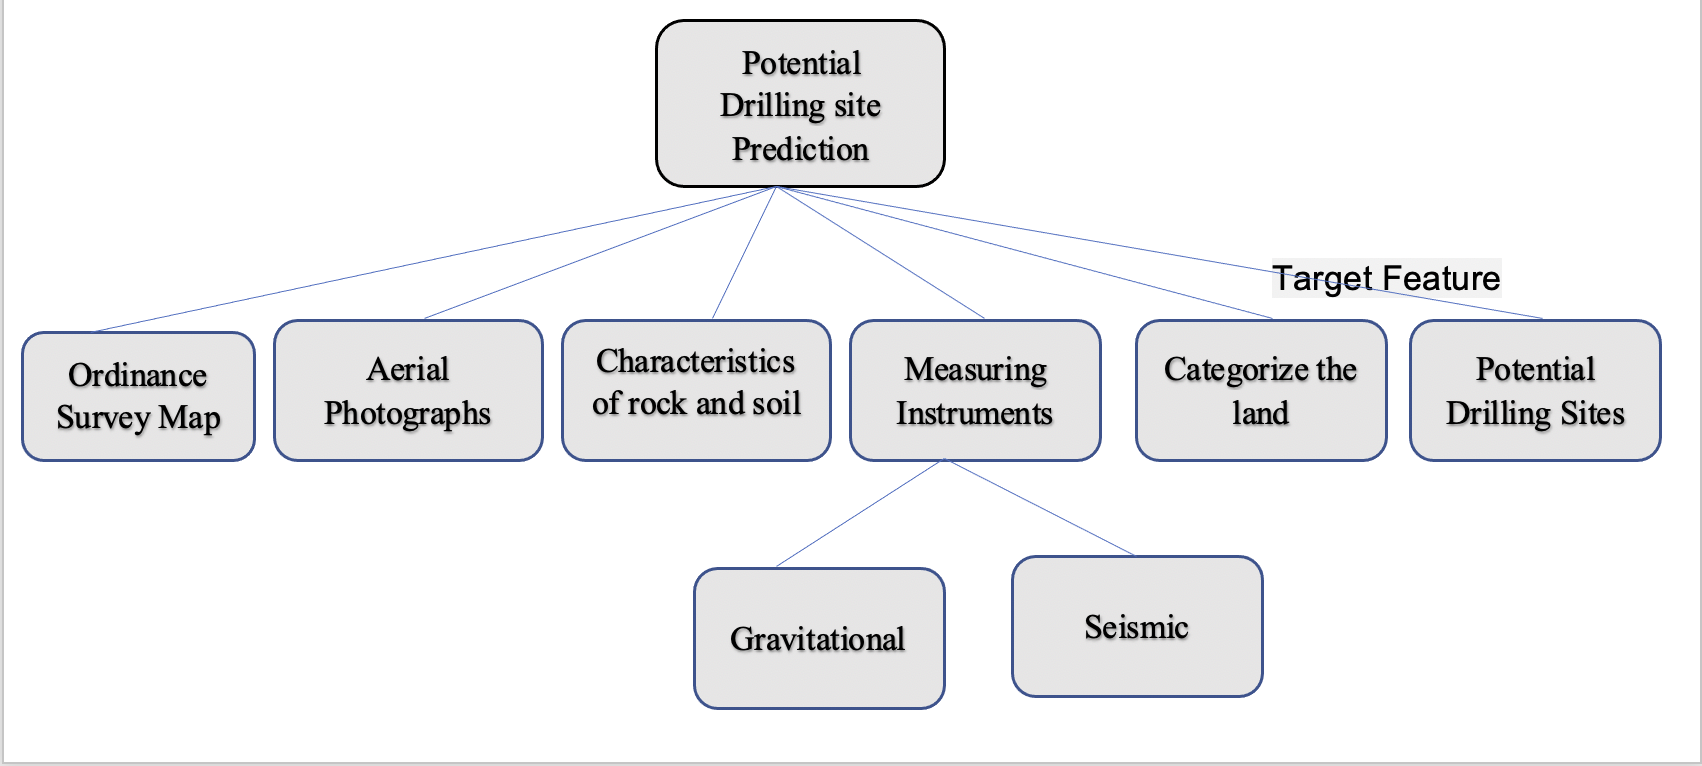 Potential
Drilling site
Prediction
Target Feature
Ordinance
Survey Map
Aerial
Photographs
Characteristics
of rock and soil
Measuring
Instruments
Categorize the
land
Potential
Drilling Sites
Gravitational
Seismic